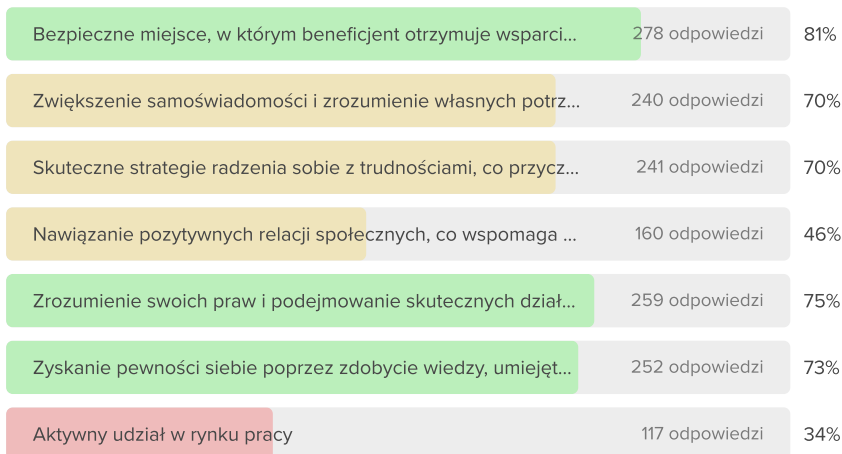 Bezpieczne miejsce, w którym beneficjent otrzymuje wsparci... 278 odpowiedzi 81%
Zwiększenie samoświadomości i zrozumienie własnych potrz... 240 odpowiedzi 70%
Skuteczne strategie radzenia sobie z trudnościami, co przycz... 241 odpowiedzi 70%
Nawiązanie pozytywnych relacji społecznych, co wspomaga ... 160 odpowiedzi 46%
Zrozumienie swoich praw i podejmowanie skutecznych dział... 259 odpowiedzi 75%
Zyskanie pewności siebie poprzez zdobycie wiedzy, umiejęt... 252 odpowiedzi 73%
Aktywny udział w rynku pracy 117 odpowiedzi 34%